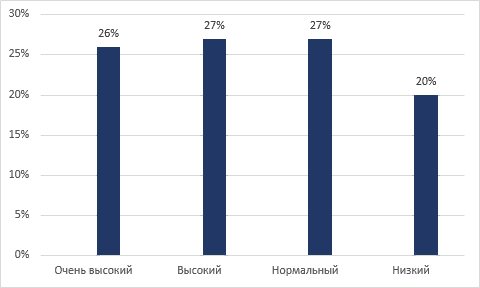 30%
25%
20%
15%
10%
5%
0%
26%
27%
27%
20%
Очень высокий
Высокий
Нормальный
Низкий